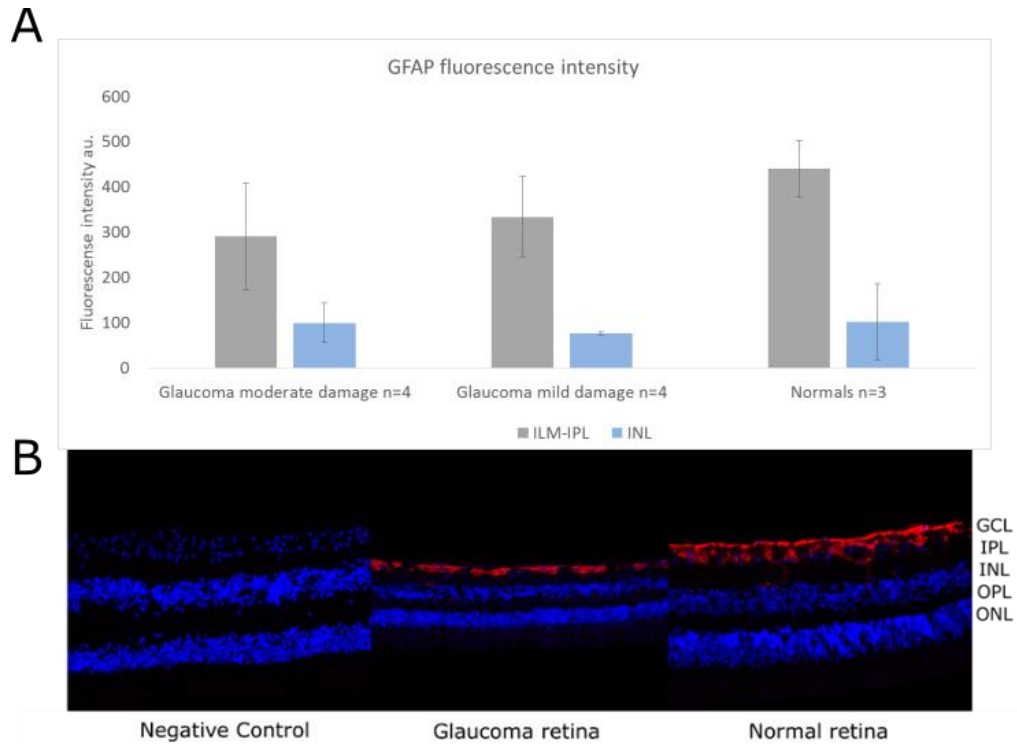 A
GFAP fluorescence intensity
Fluorescense intensity au.
600
500
400
300
200
100
0
Glaucoma moderate damage n=4
Glaucoma mild damage n=4
Normals n=3
ILM-IPL INL
B
GCL
IPL
INL
OPL
ONL
Negative Control
Glaucoma retina
Normal retina